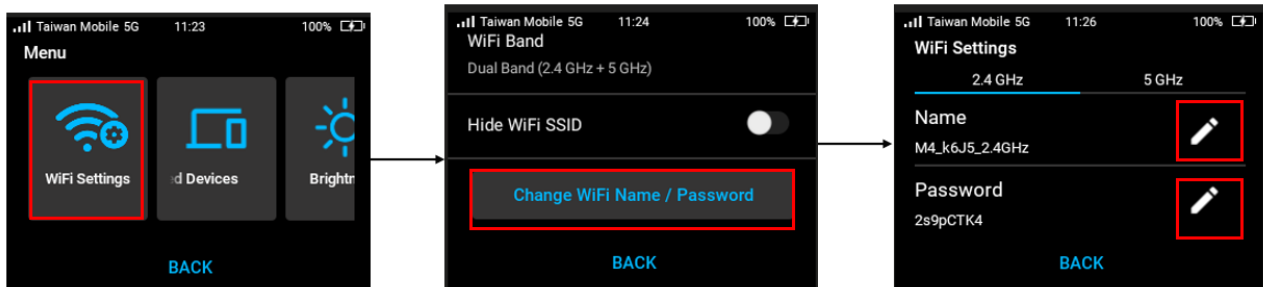 Taiwan Mobile 5G 11:23 100%
Menu
WiFi Settings
d Devices
Brightn
BACK
Taiwan Mobile 5G 11:24 100%
WiFi Band
Dual Band (2.4 GHz + 5 GHz)
Hide WiFi SSID
Change WiFi Name / Password
BACK
Taiwan Mobile 5G 11:26 100%
WiFi Settings
2.4 GHz 5 GHz
Name
M4_k6J5_2.4GHz
Password
2s9pCTK4
BACK